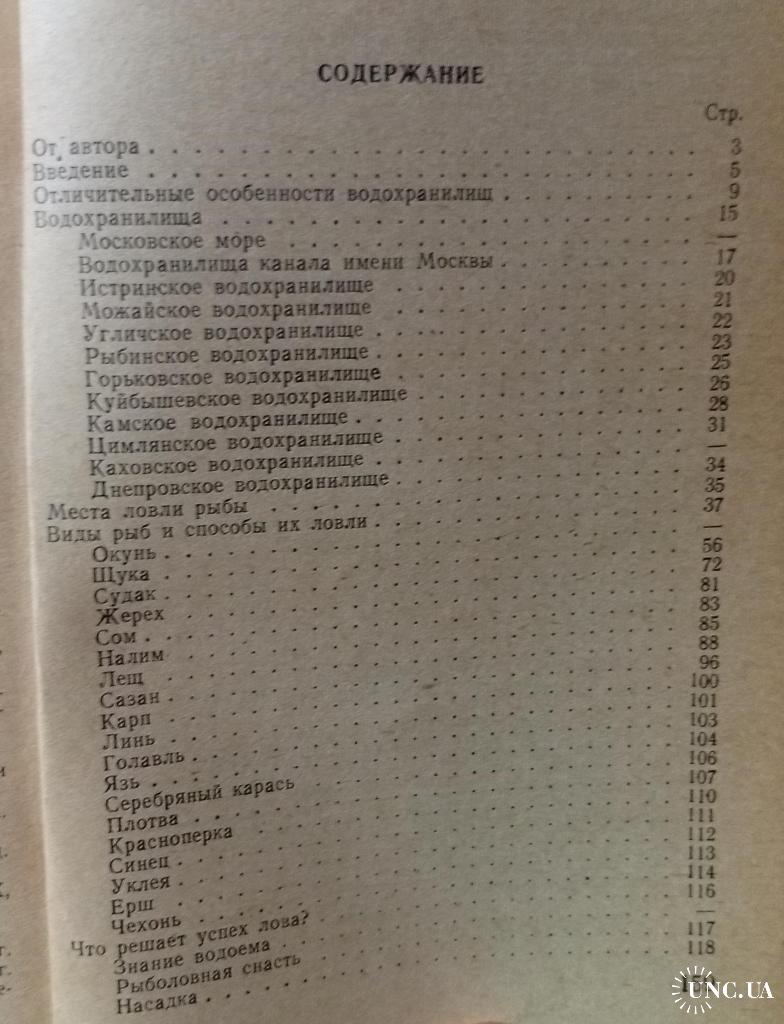 СОДЕРЖАНИЕ
Стр.
От автора . . . 3
Введение . . . 5
Отличительные особенности водохранилищ . . . 9
Водохранилища . . . 15
Московское море . . . —
Водохранилища канала имени Москвы . . . 17
Истринское водохранилище . . . 20
Можайское водохранилище . . . 21
Угличское водохранилище . . . 22
Рыбинское водохранилище . . . 23
Горьковское водохранилище . . . 25
Куйбышевское водохранилище . . . 26
Камское водохранилище . . . 28
Цимлянское водохранилище . . . 31
Каховское водохранилище . . . —
Днепровское водохранилище . . . 34
Места ловли рыбы . . . 35
Виды рыб и способы их ловли . . . 37
Окунь . . . —
Щука . . . 56
Судак . . . 72
Жерех . . . 81
Сом . . . 83
Налим . . . 85
Лещ . . . 88
Сазан . . . 96
Карп . . . 100
Линь . . . 101
Голавль . . . 103
Язь . . . 104
Серебряный карась . . . 106
Плотва . . . 107
Красноперка . . . 110
Синец . . . 111
Уклея . . . 112
Ерш . . . 113
Чехонь . . . 114
Что решает успех лова? . . . 116
Знание водоема . . . —
Рыболовная снасть . . . 117
Насадка . . . 118
UNC.UA